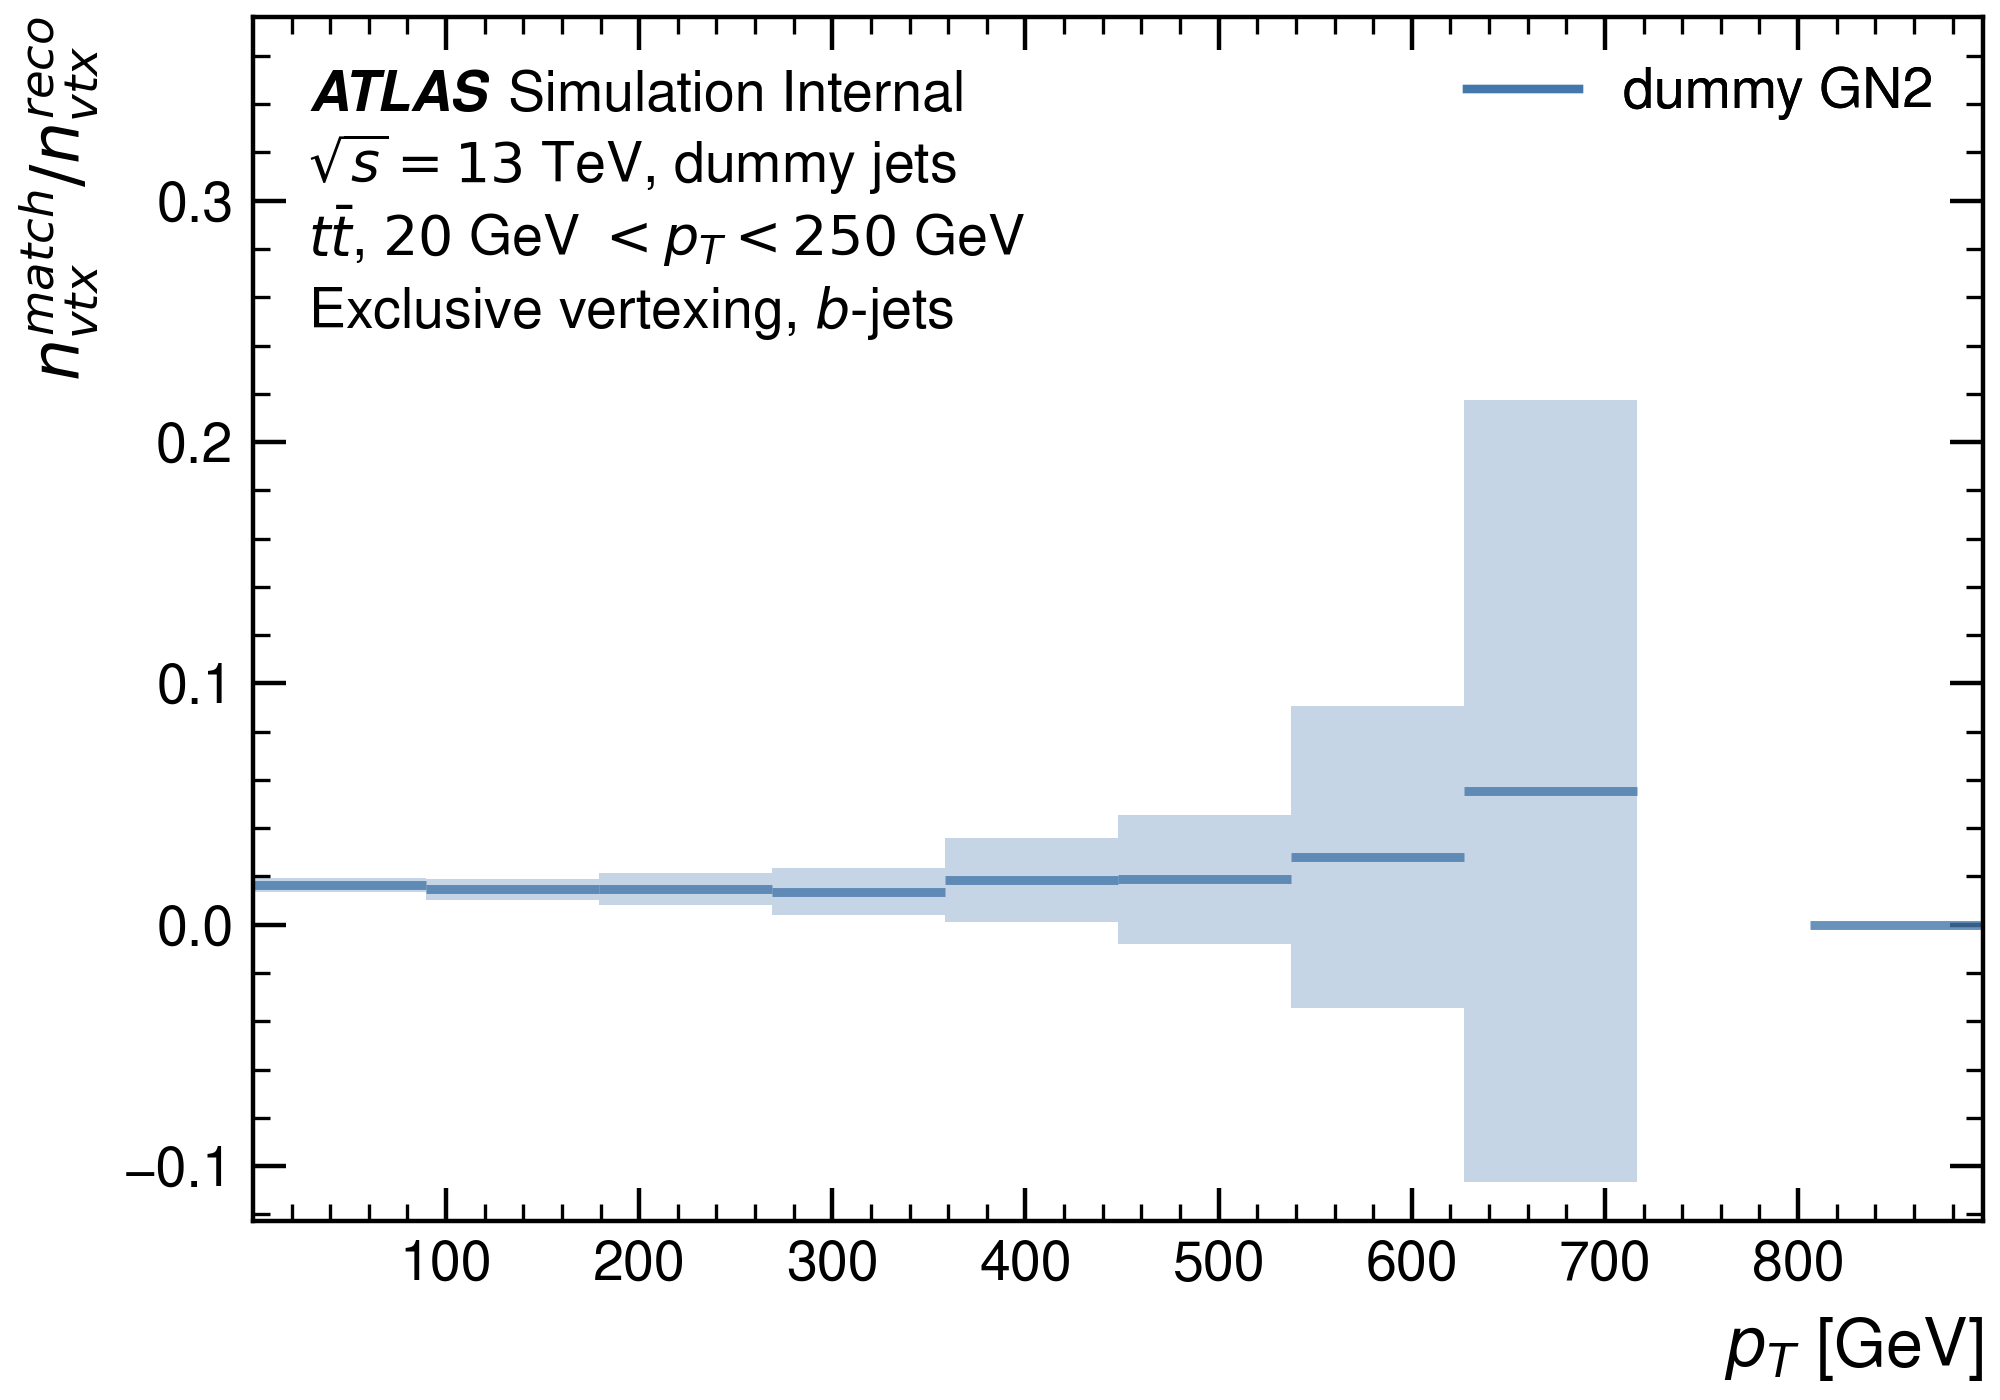 ATLAS Simulation Internal
√s = 13 TeV, dummy jets
tt̄, 20 GeV < p_T < 250 GeV
Exclusive vertexing, b-jets
dummy GN2
n_vtx^match/n_vtx^reco
0.3
0.2
0.1
0.0
−0.1
100 200 300 400 500 600 700 800
p_T [GeV]